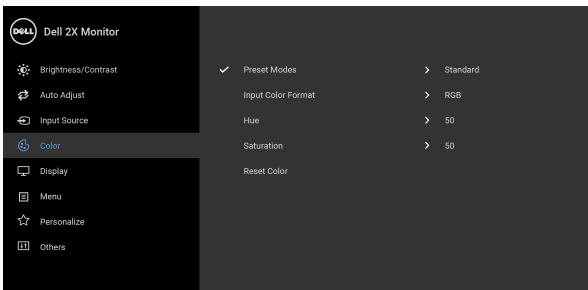 DELL Dell 2X Monitor
Brightness/Contrast
Auto Adjust
Input Source
Color
Display
Menu
Personalize
Others
Preset Modes Standard
Input Color Format RGB
Hue 50
Saturation 50
Reset Color